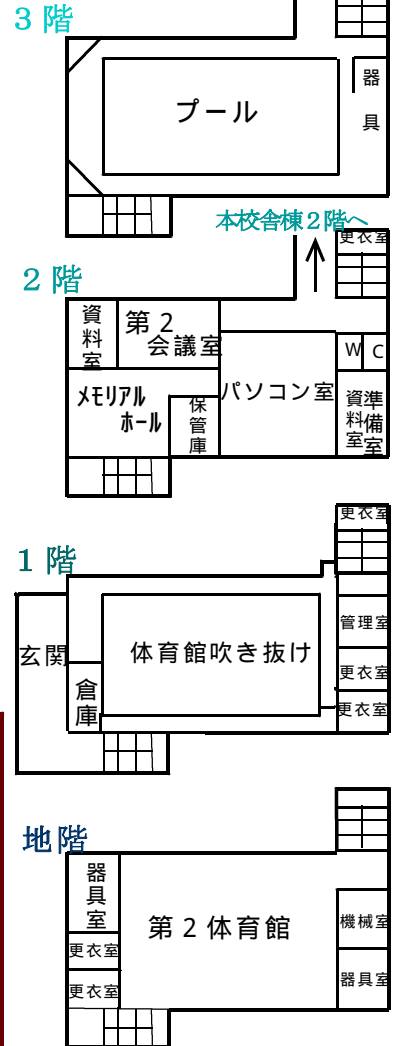 3階
器具
プール
本校舎棟2階へ
更衣室
2階
資料室
第2
会議室
W C
メモリアル
ホール
保管庫
パソコン室
資料室
準備室
更衣室
1階
管理室
玄関
体育館吹き抜け
更衣室
倉庫
更衣室
地階
器具室
第2体育館
機械室
更衣室
器具室
更衣室